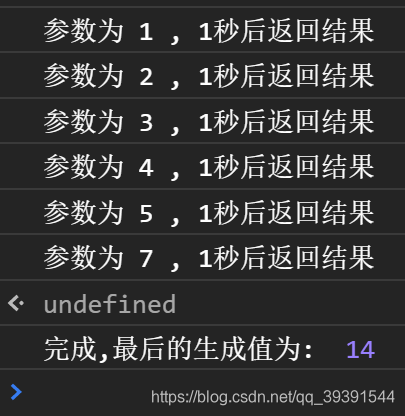 参数为 1 , 1秒后返回结果
参数为 2 , 1秒后返回结果
参数为 3 , 1秒后返回结果
参数为 4 , 1秒后返回结果
参数为 5 , 1秒后返回结果
参数为 7 , 1秒后返回结果
undefined
完成,最后的生成值为: 14
https://blog.csdn.net/qq_39391544